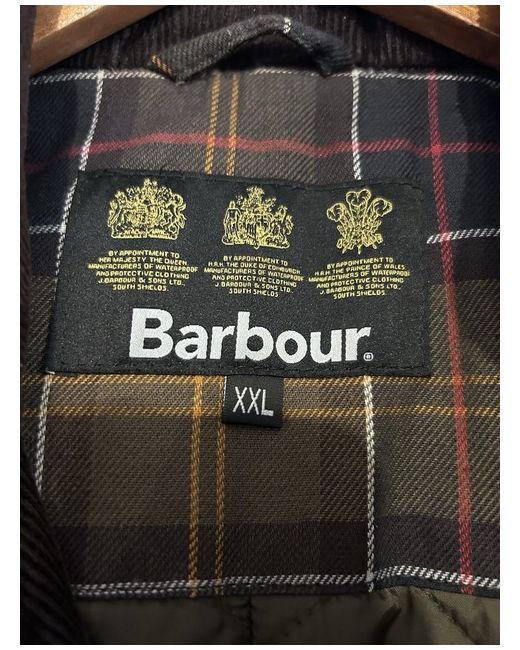 BY APPOINTMENT TO
HER MAJESTY THE QUEEN
MANUFACTURERS OF WATERPROOF
AND PROTECTIVE CLOTHING
J.BARBOUR & SONS LTD.
SOUTH SHIELDS
BY APPOINTMENT TO
H.R.H. THE DUKE OF EDINBURGH
MANUFACTURERS OF WATERPROOF
AND PROTECTIVE CLOTHING
J. BARBOUR & SONS LTD.
SOUTH SHIELDS.
BY APPOINTMENT TO
H.R.H. THE PRINCE OF WALES
MANUFACTURERS OF WATERPROOF
AND PROTECTIVE CLOTHING
J. BARBOUR & SONS LTD.
SOUTH SHIELDS.
Barbour®
XXL